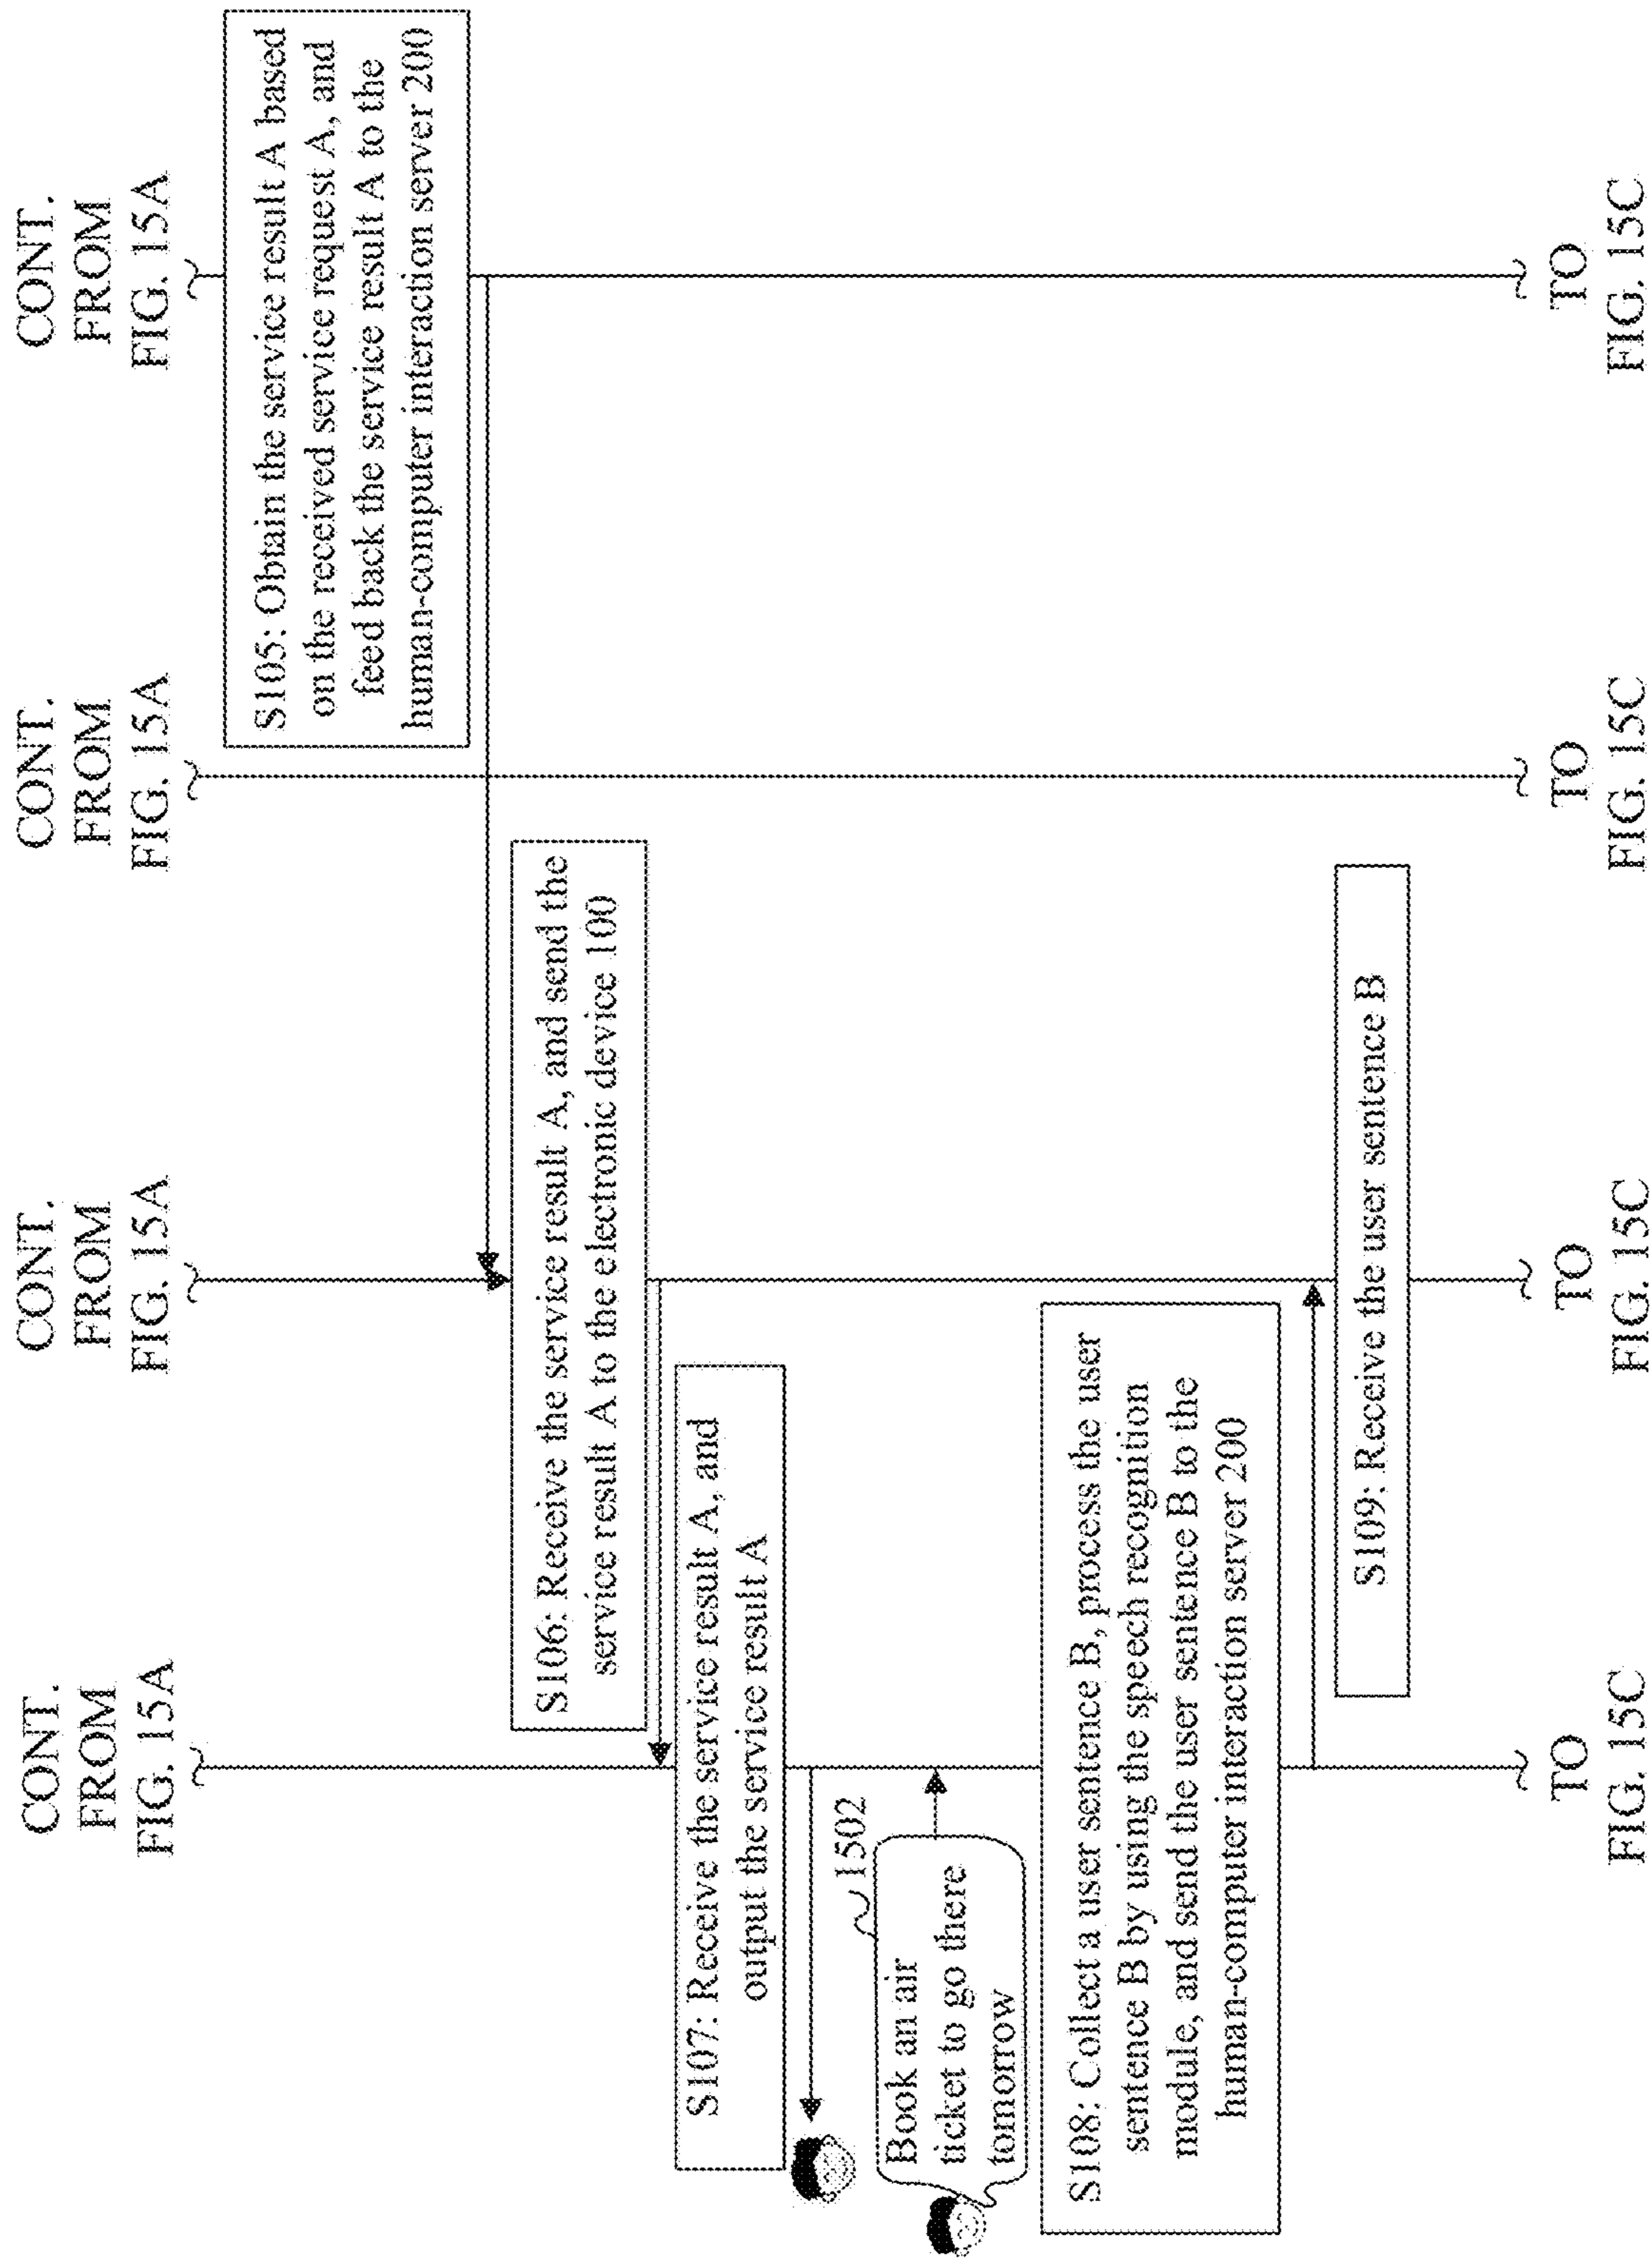 CONT.
FROM
FIG. 15A
CONT.
FROM
FIG. 15A
CONT.
FROM
FIG. 15A
CONT.
FROM
FIG. 15A
S105: Obtain the service result A based
on the received service request A, and
feed back the service result A to the
human-computer interaction server 200
S106: Receive the service result A, and send the
service result A to the electronic device 100
S107: Receive the service result A, and
output the service result A
1502
Book an air
ticket to go there
tomorrow
S108: Collect a user sentence B, process the user
sentence B by using the speech recognition
module, and send the user sentence B to the
human-computer interaction server 200
S109: Receive the user sentence B
TO
FIG. 15C
TO
FIG. 15C
TO
FIG. 15C
TO
FIG. 15C